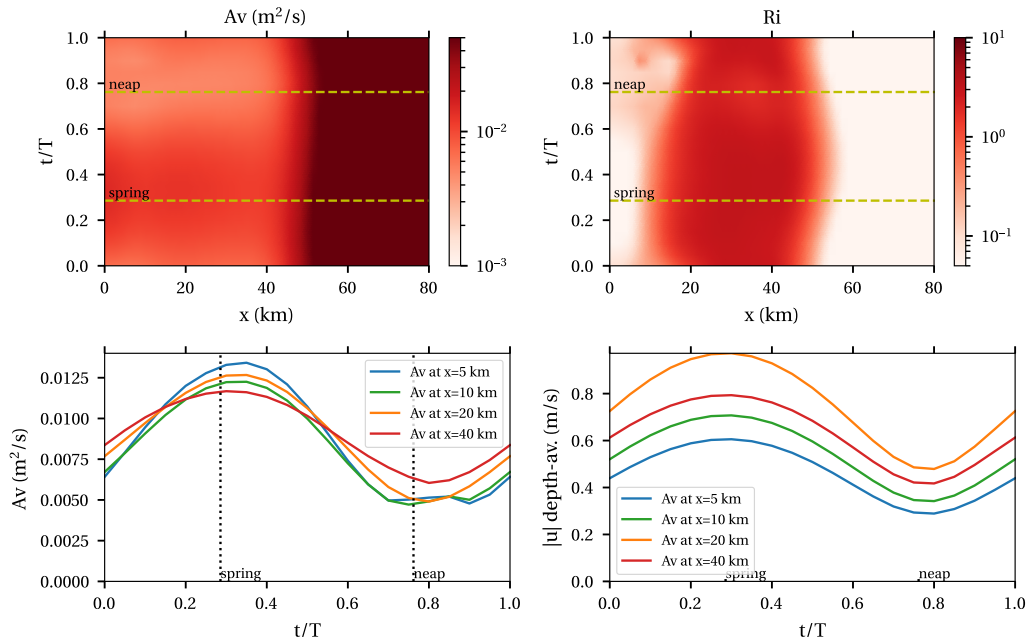 Av (m²/s)
Ri
1.0
0.8
0.6
0.4
0.2
0.0
t/T
neap
spring
0
20
40
60
80
x (km)
10⁻²
10⁻³
1.0
0.8
0.6
0.4
0.2
0.0
t/T
neap
spring
0
20
40
60
80
x (km)
10¹
10⁰
10⁻¹
0.0125
0.0100
0.0075
0.0050
0.0025
0.0000
Av (m²/s)
Av at x=5 km
Av at x=10 km
Av at x=20 km
Av at x=40 km
spring
neap
0.0
0.2
0.4
0.6
0.8
1.0
t/T
0.8
0.6
0.4
0.2
0.0
|u| depth-av. (m/s)
Av at x=5 km
Av at x=10 km
Av at x=20 km
Av at x=40 km
spring
neap
0.0
0.2
0.4
0.6
0.8
1.0
t/T